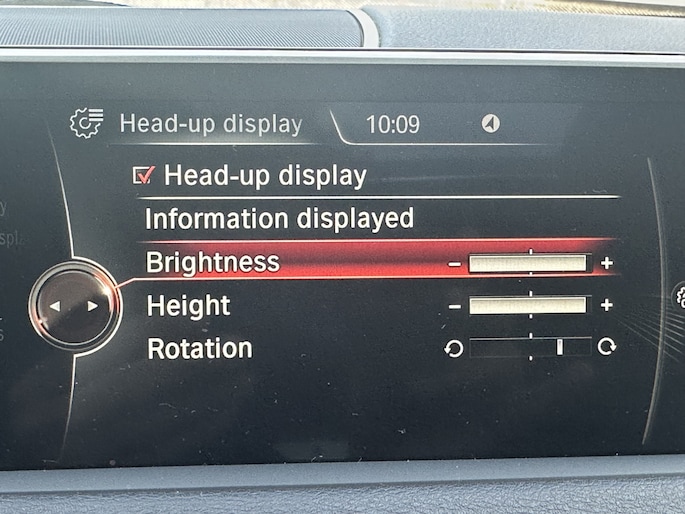 Head-up display 10:09
Head-up display
Information displayed
Brightness
Height
Rotation